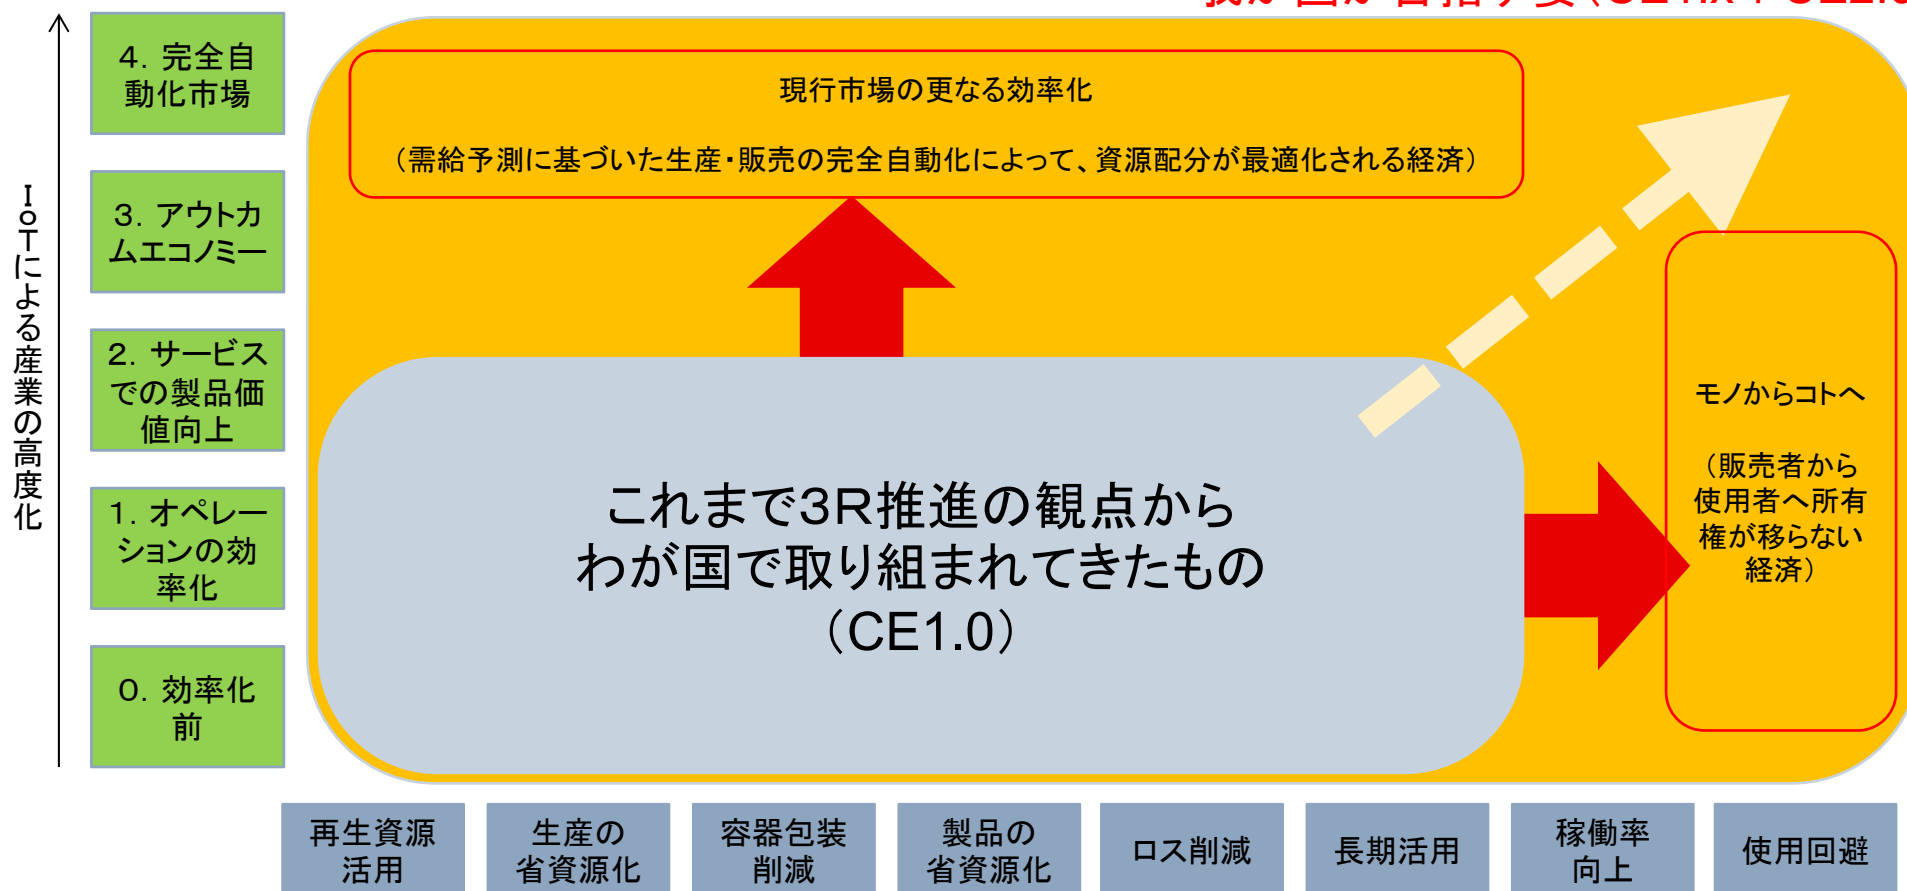 4．完全自
動化市場
3．アウトカ
ムエコノミー
2．サービス
での製品価
値向上
1．オペレー
ションの効
率化
0．効率化
前
IoTによる産業の高度化
現行市場の更なる効率化
（需給予測に基づいた生産・販売の完全自動化によって、資源配分が最適化される経済）
モノからコトへ
（販売者から
使用者へ所有
権が移らない
経済）
これまで3R推進の観点から
わが国で取り組まれてきたもの
（CE1.0）
再生資源
活用
生産の
省資源化
容器包装
削減
製品の
省資源化
ロス削減
長期活用
稼働率
向上
使用回避